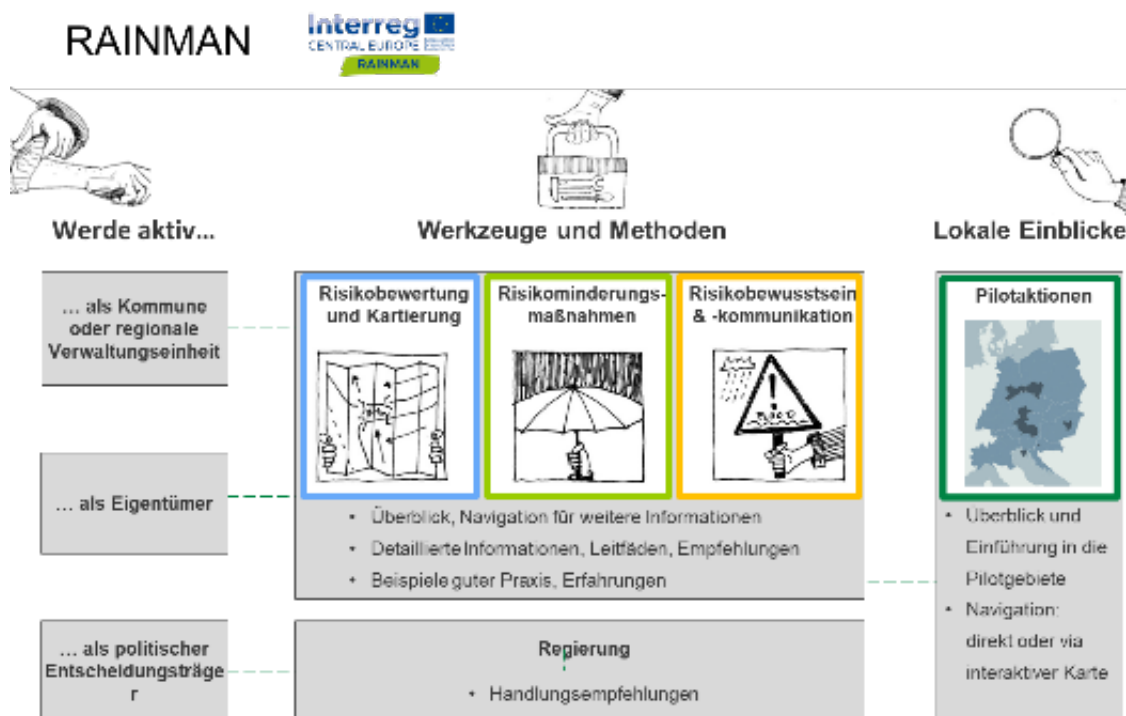 RAINMAN
Interreg
CENTRAL EUROPE
RAINMAN
Werde aktiv...
Werkzeuge und Methoden
Lokale Einblicke
... als Kommune
oder regionale
Verwaltungseinheit
... als Eigentümer
... als politischer
Entscheidungsträge
r
Risikobewertung
und Kartierung
Risikominderungs-
maßnahmen
Risikobewusstsein
& -kommunikation
• Überblick, Navigation für weitere Informationen
• Detaillierte Informationen, Leitfäden, Empfehlungen
• Beispiele guter Praxis, Erfahrungen
Regierung
• Handlungsempfehlungen
Pilotaktionen
• Überblick und
Einführung in die
Pilotgebiete
• Navigation:
direkt oder via
interaktiver Karte